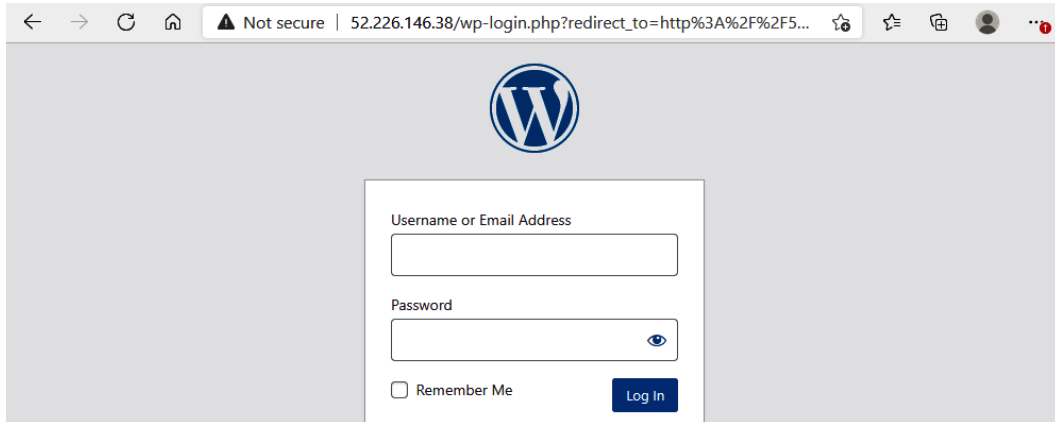 Not secure | 52.226.146.38/wp-login.php?redirect_to=http%3A%2F%2F5...
Username or Email Address
Password
Remember Me
Log In